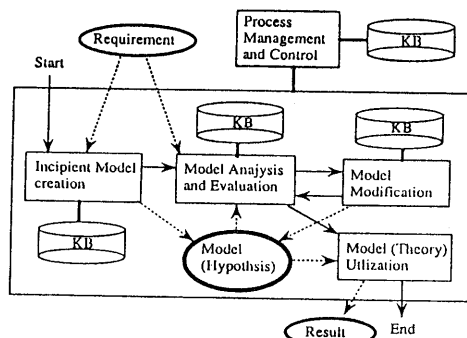 Requirement
Process
Management
and Control
KB
Start
KB
KB
Incipient Model
creation
Model Anajysis
and Evaluation
Model
Modification
KB
Model
(Hypothsis)
Model (Theory)
Utlization
Result
End